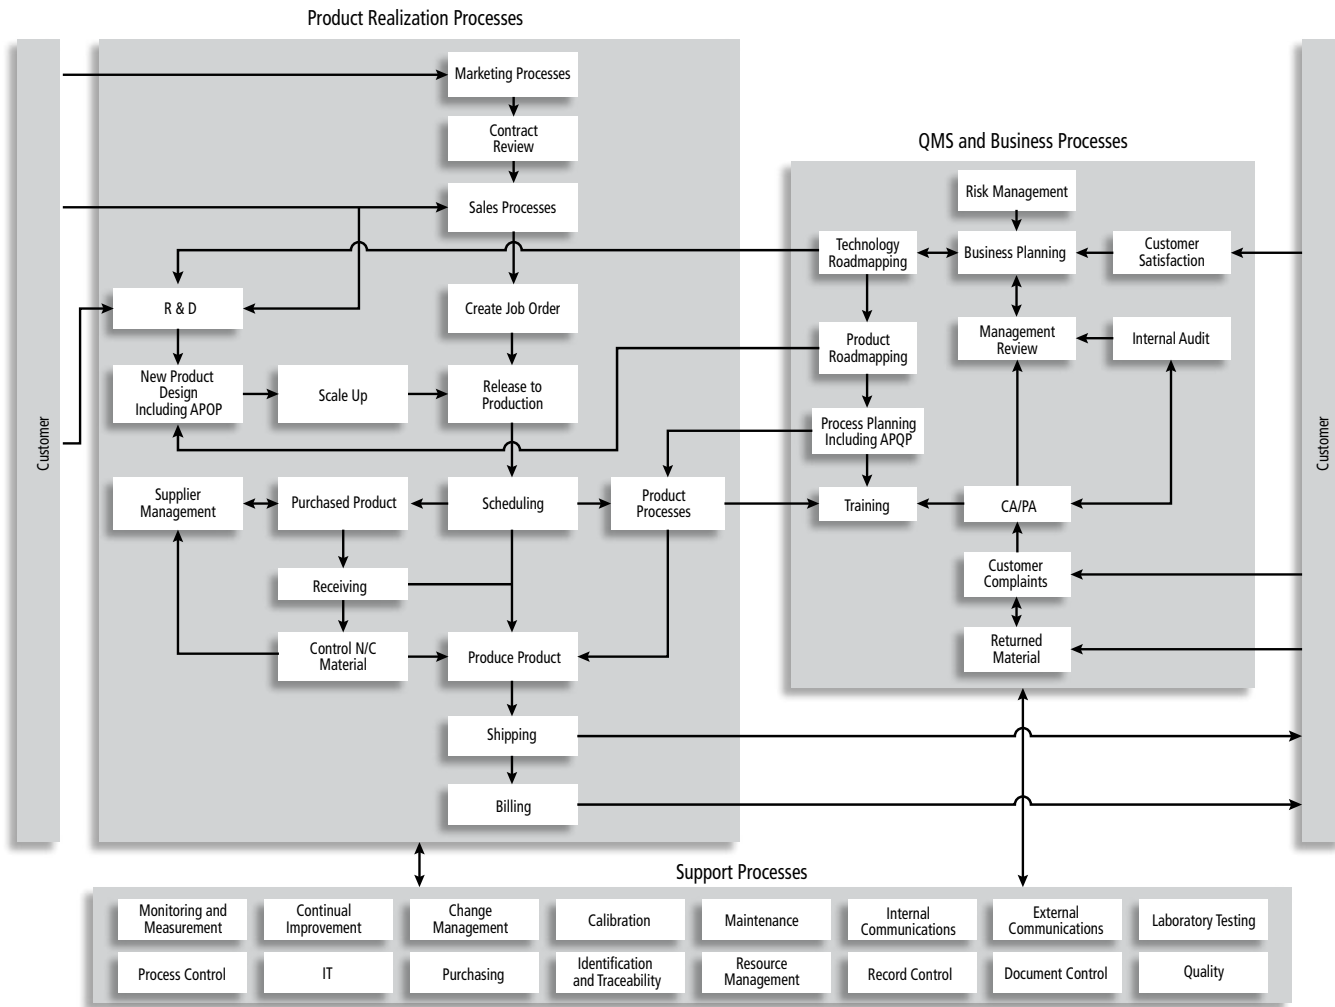 Product Realization Processes
Customer
Marketing Processes
Contract
Review
Sales Processes
R & D
Create Job Order
New Product
Design
Including APOP
Scale Up
Release to
Production
Supplier
Management
Purchased Product
Scheduling
Product
Processes
Receiving
Control N/C
Material
Produce Product
Shipping
Billing
QMS and Business Processes
Risk Management
Technology
Roadmapping
Business Planning
Customer
Satisfaction
Product
Roadmapping
Management
Review
Internal Audit
Process Planning
Including APQP
Training
CA/PA
Customer
Complaints
Returned
Material
Customer
Support Processes
Monitoring and
Measurement
Continual
Improvement
Change
Management
Calibration
Maintenance
Internal
Communications
External
Communications
Laboratory Testing
Process Control
IT
Purchasing
Identification
and Traceability
Resource
Management
Record Control
Document Control
Quality